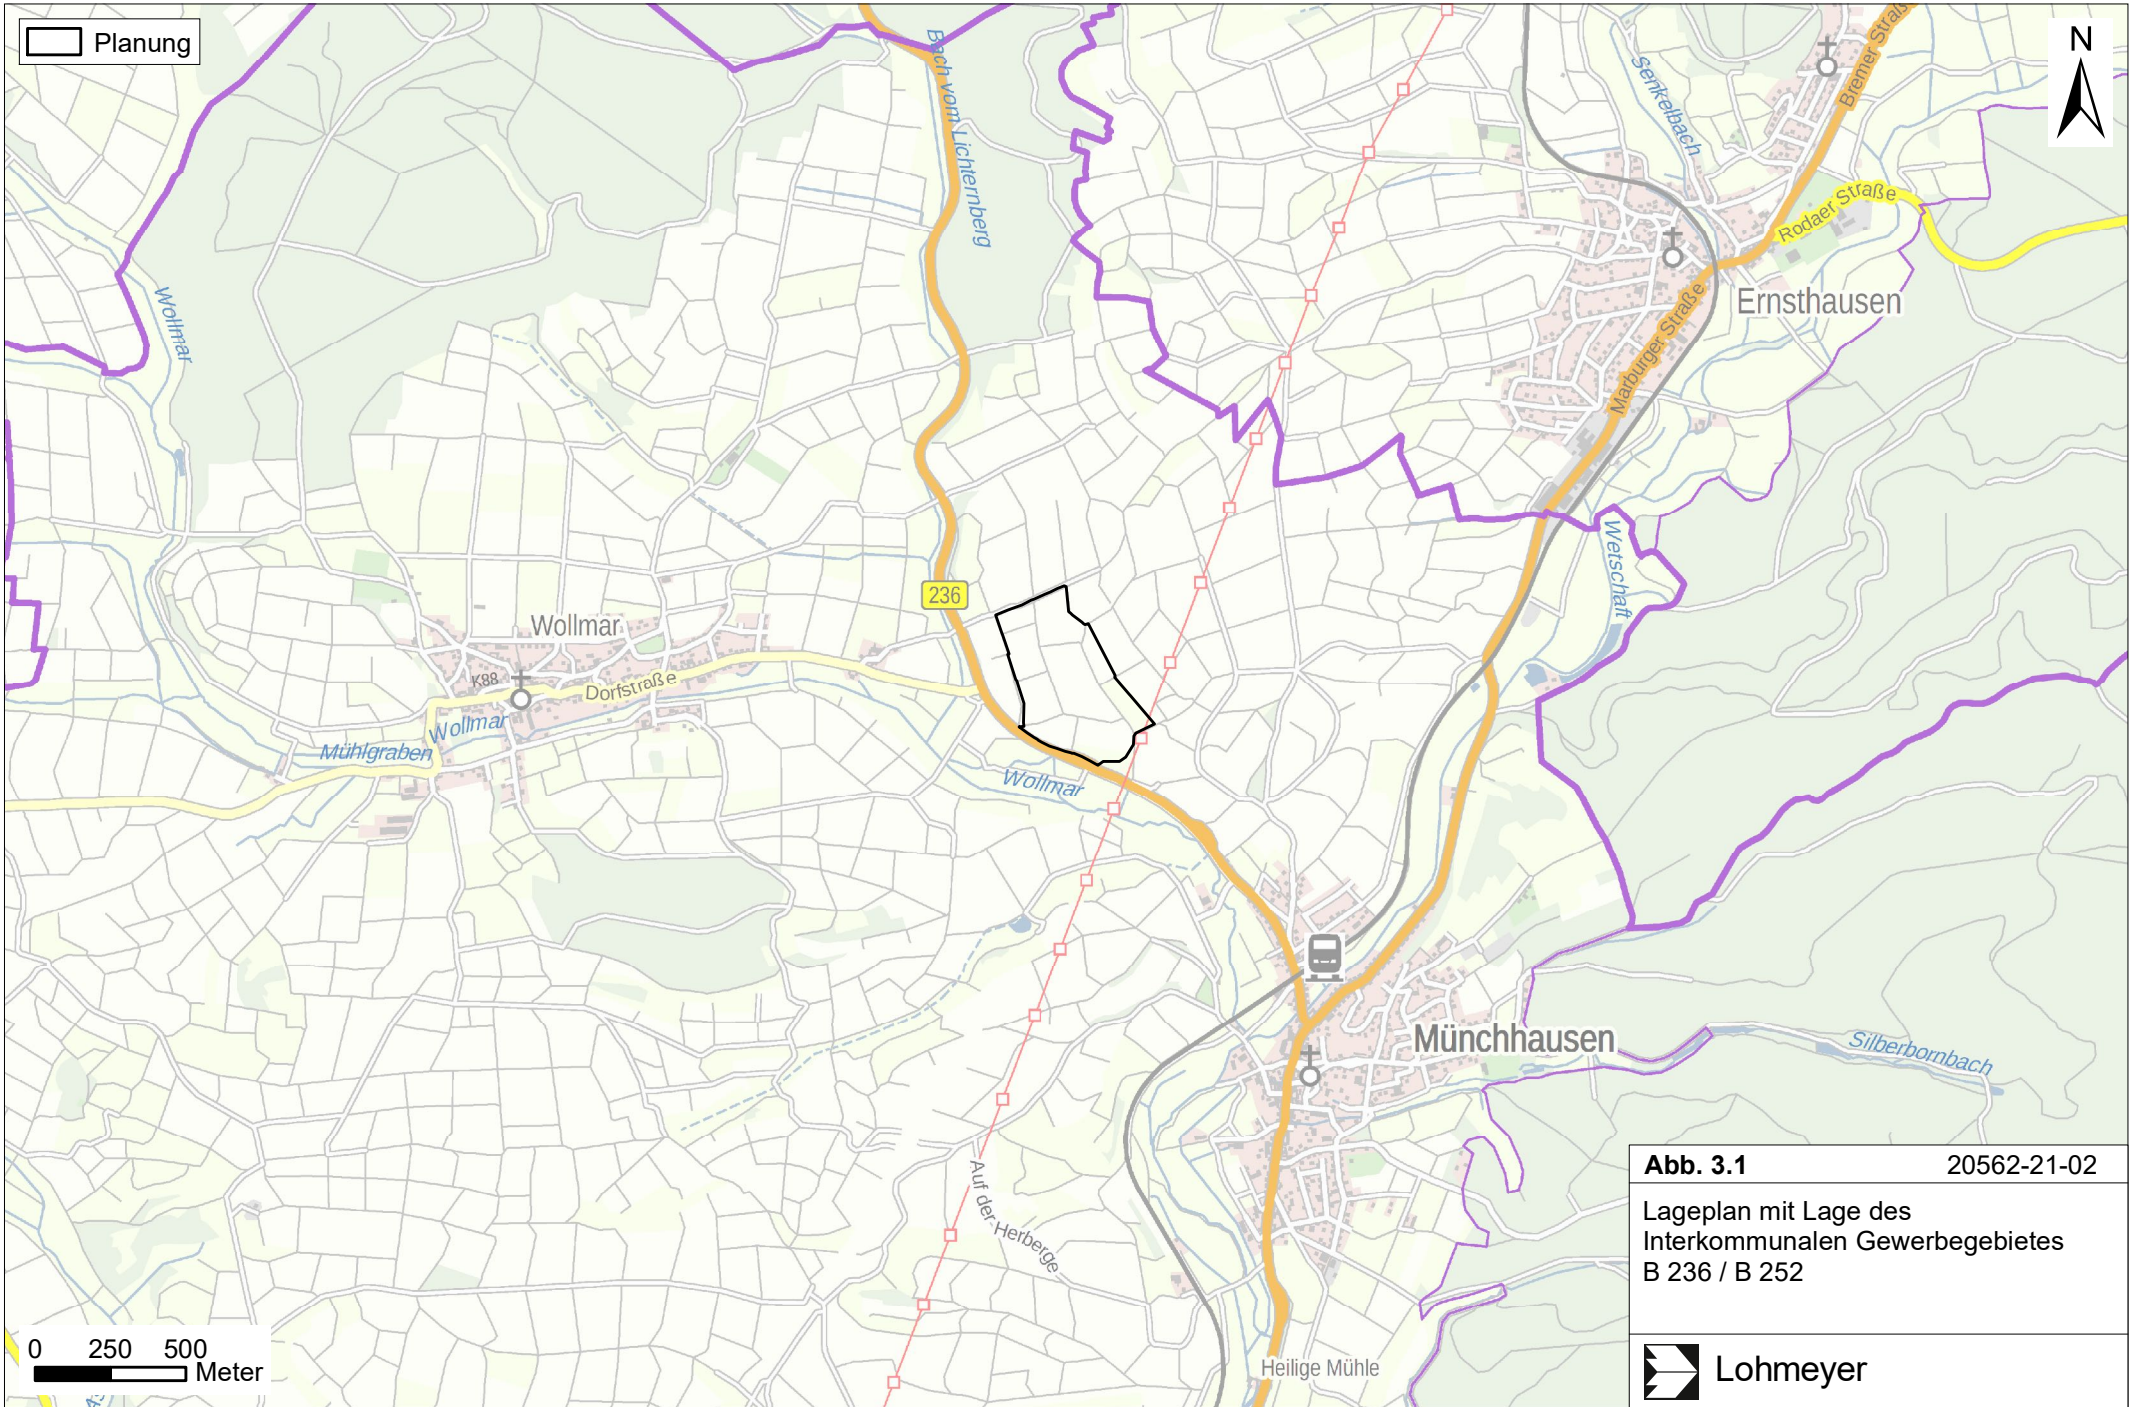 Planung
N
Bach vom Lichternberg
Senkelbach
Bremer Straß
Rodaer Straße
Ernsthausen
Marburger Straße
Wollmar
Wetschaft
236
Wollmar
K88
Dorfstraße
Wollmar
Mühlgraben
Wollmar
Münchhausen
Silberbornbach
Auf der Herberge
Heilige Mühle
Abb. 3.1 20562-21-02
Lageplan mit Lage des
Interkommunalen Gewerbegebietes
B 236 / B 252
Lohmeyer
0 250 500
Meter